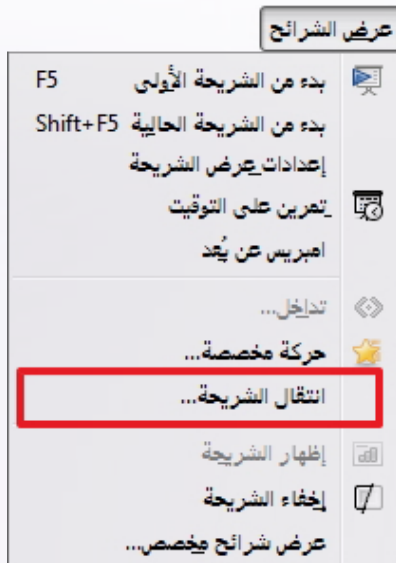 عرض الشرائح
بدء من الشريحة الأولى F5
بدء من الشريحة الحالية Shift+F5
إعدادات عرض الشريحة
تمرين على التوقيت
امبريس عن بُعد
تداخل...
حركة مخصصة...
انتقال الشريحة...
إظهار الشريحة
إخفاء الشريحة
عرض شرائح مخصص...